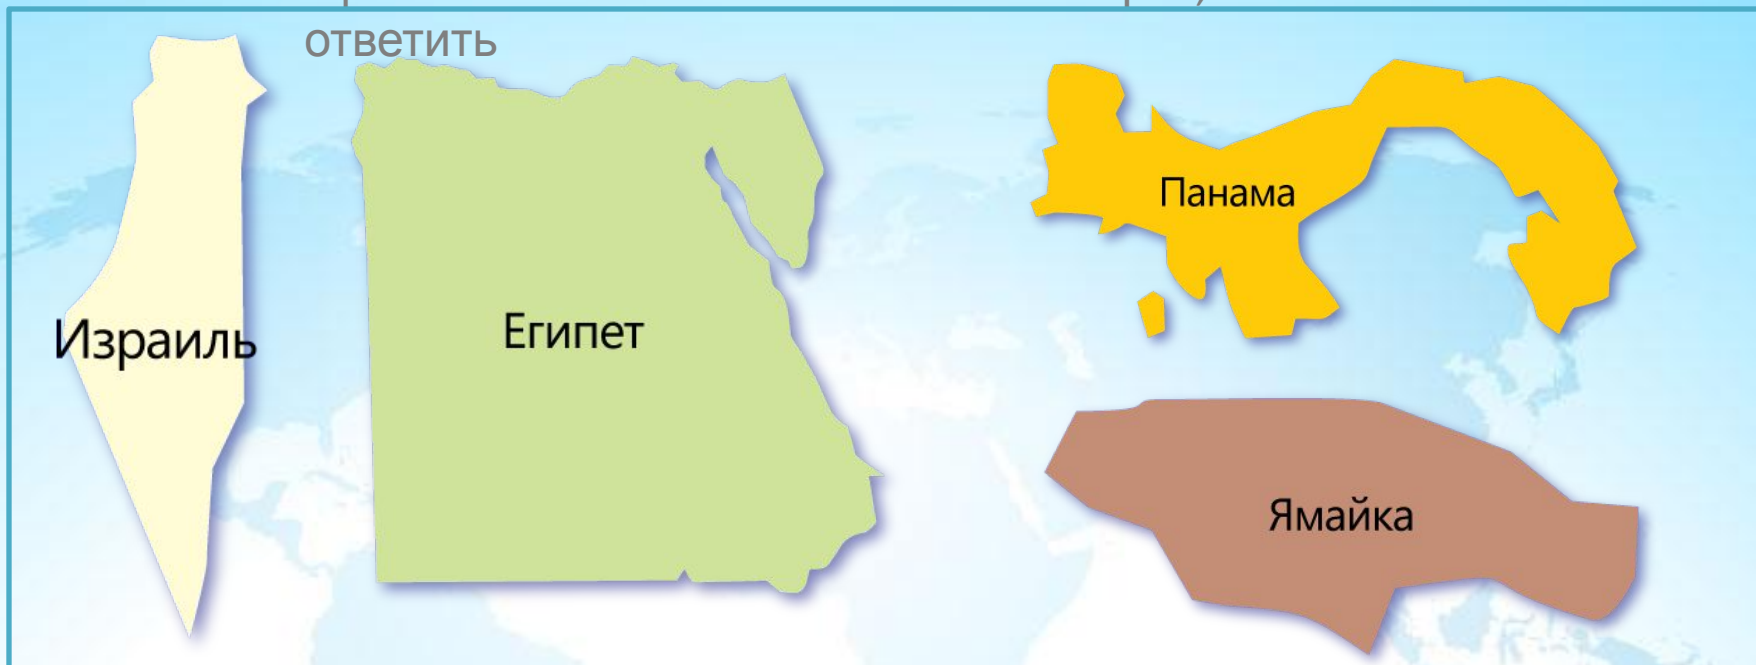 ответить
Израиль
Египет
Панама
Ямайка